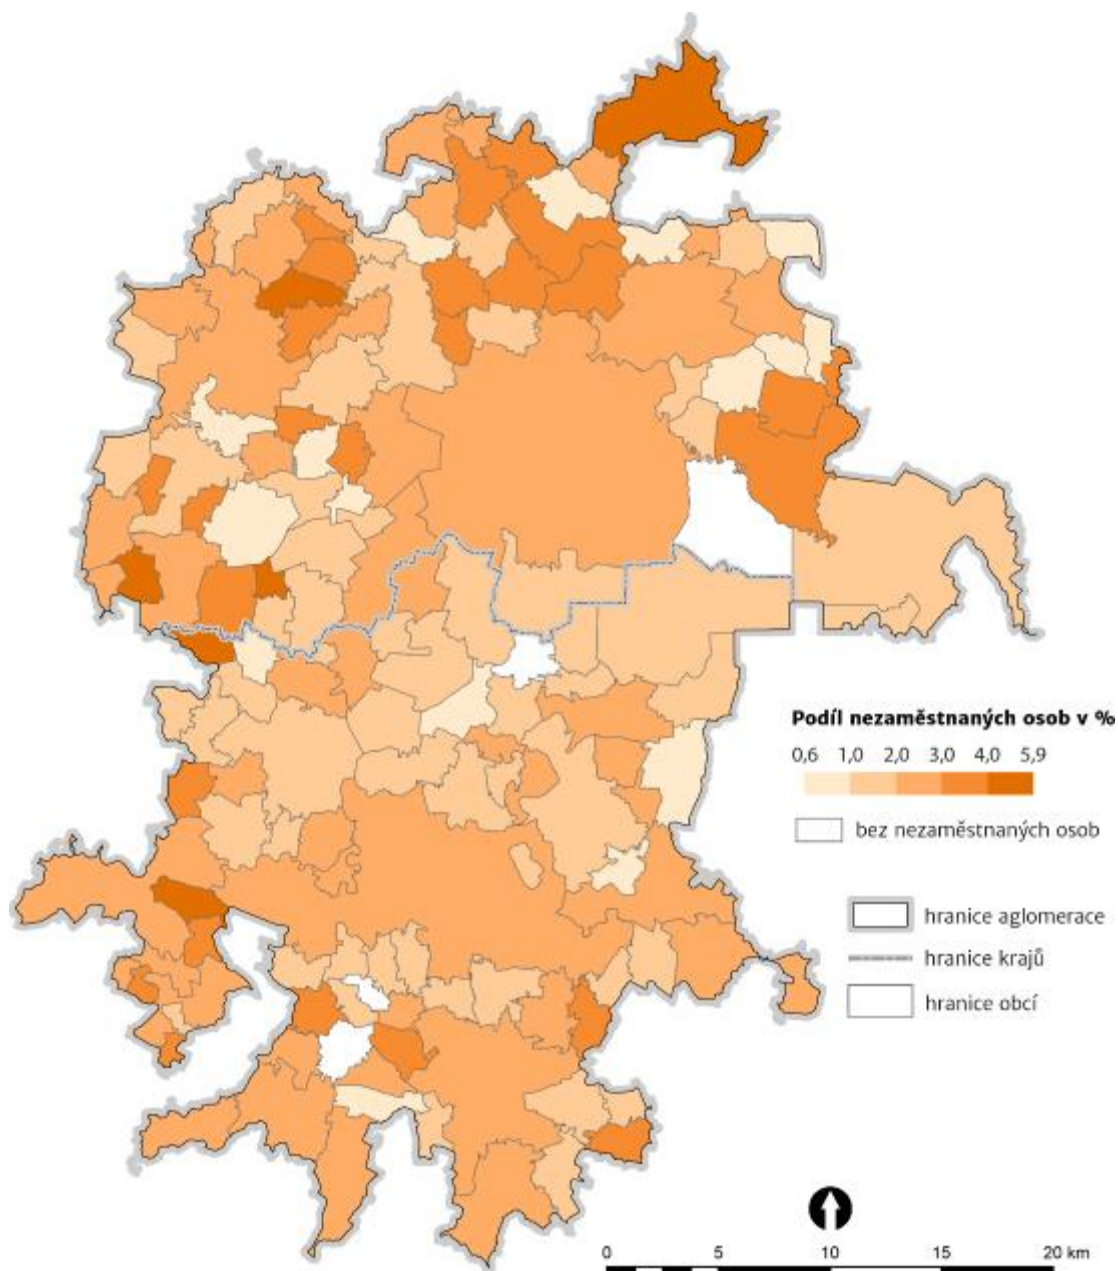 Podíl nezaměstnaných osob v %
0,6 1,0 2,0 3,0 4,0 5,9
bez nezaměstnaných osob
hranice aglomerace
hranice krajů
hranice obcí
0 5 10 15 20 km